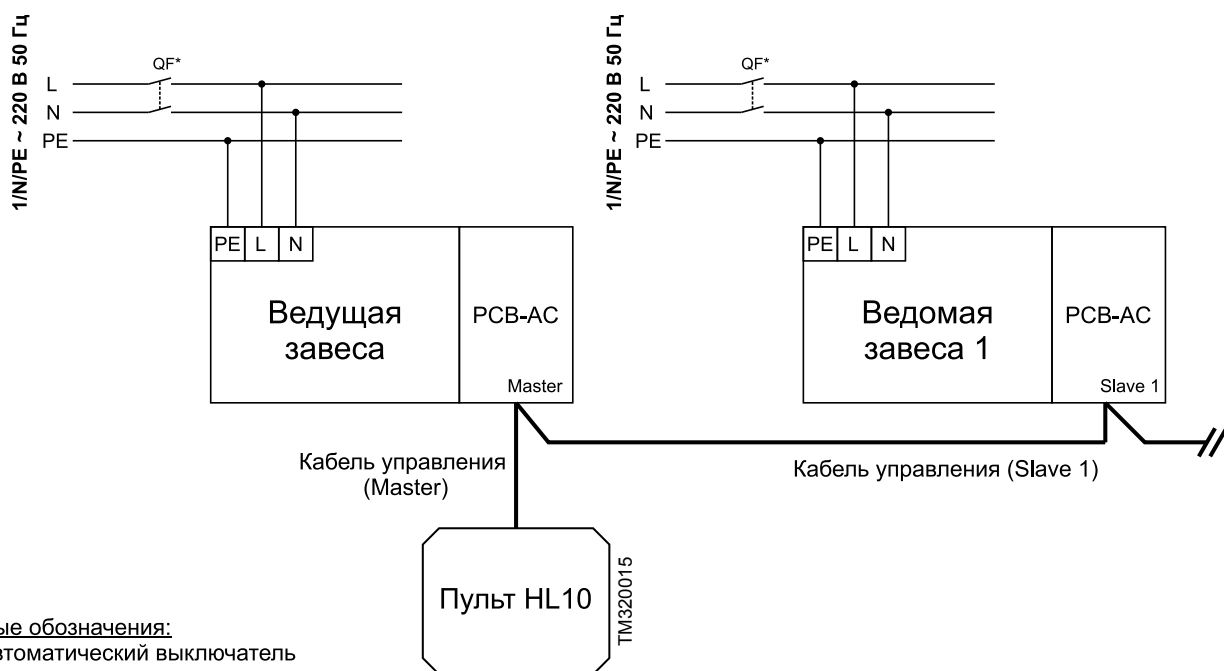 1/N/PE ~ 220 В 50 Гц
QF*
L
N
PE
PE L N
Ведущая
завеса
PCB-AC
Master
1/N/PE ~ 220 В 50 Гц
QF*
L
N
PE
PE L N
Ведомая
завеса 1
PCB-AC
Slave 1
Кабель управления
(Master)
Кабель управления (Slave 1)
Пульт HL10
TM320015
ые обозначения:
втоматический выключатель